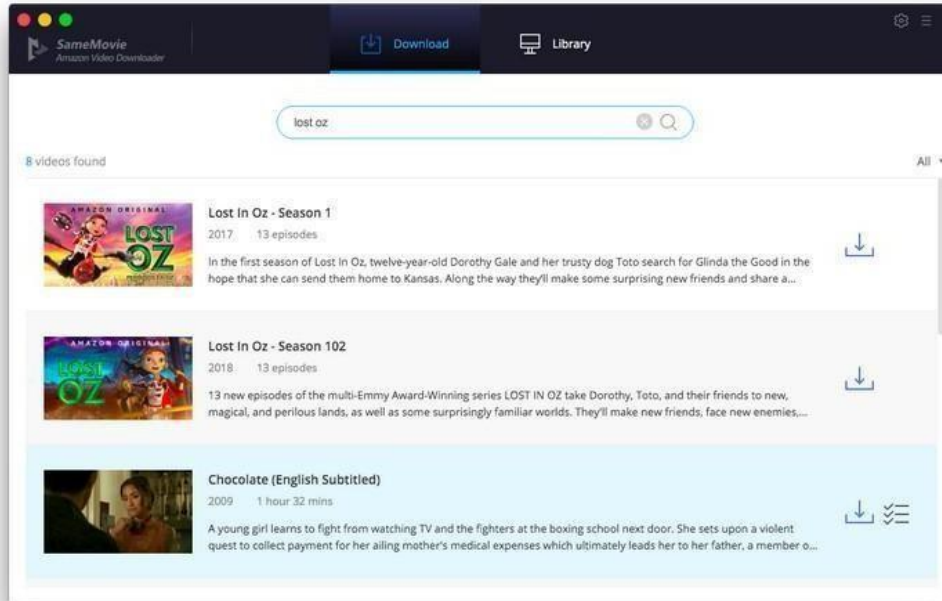 SameMovie
Amazon Video Downloader
Download
Library
lost oz
8 videos found
All
AMAZON ORIGINAL
LOST
OZ
Lost In Oz - Season 1
2017 13 episodes
In the first season of Lost In Oz, twelve-year-old Dorothy Gale and her trusty dog Toto search for Glinda the Good in the
hope that she can send them home to Kansas. Along the way they'll make some surprising new friends and share a...
AMAZON ORIGINAL
LOST
OZ
Lost In Oz - Season 102
2018 13 episodes
13 new episodes of the multi-Emmy Award-Winning series LOST IN OZ take Dorothy, Toto, and their friends to new,
magical, and perilous lands, as well as some surprisingly familiar worlds. They'll make new friends, face new enemies,...
Chocolate (English Subtitled)
2009 1 hour 32 mins
A young girl learns to fight from watching TV and the fighters at the boxing school next door. She sets upon a violent
quest to collect payment for her ailing mother's medical expenses which ultimately leads her to her father, a member o...